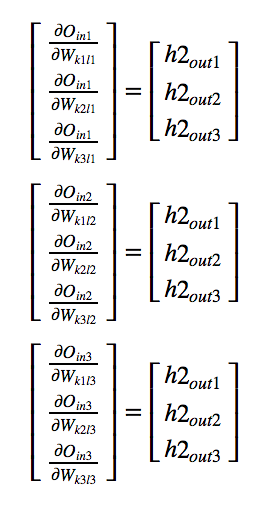 ∂O_in1/∂W_k1l1 = h2_out1
∂O_in1/∂W_k2l1 = h2_out2
∂O_in1/∂W_k3l1 = h2_out3
∂O_in2/∂W_k1l2 = h2_out1
∂O_in2/∂W_k2l2 = h2_out2
∂O_in2/∂W_k3l2 = h2_out3
∂O_in3/∂W_k1l3 = h2_out1
∂O_in3/∂W_k2l3 = h2_out2
∂O_in3/∂W_k3l3 = h2_out3